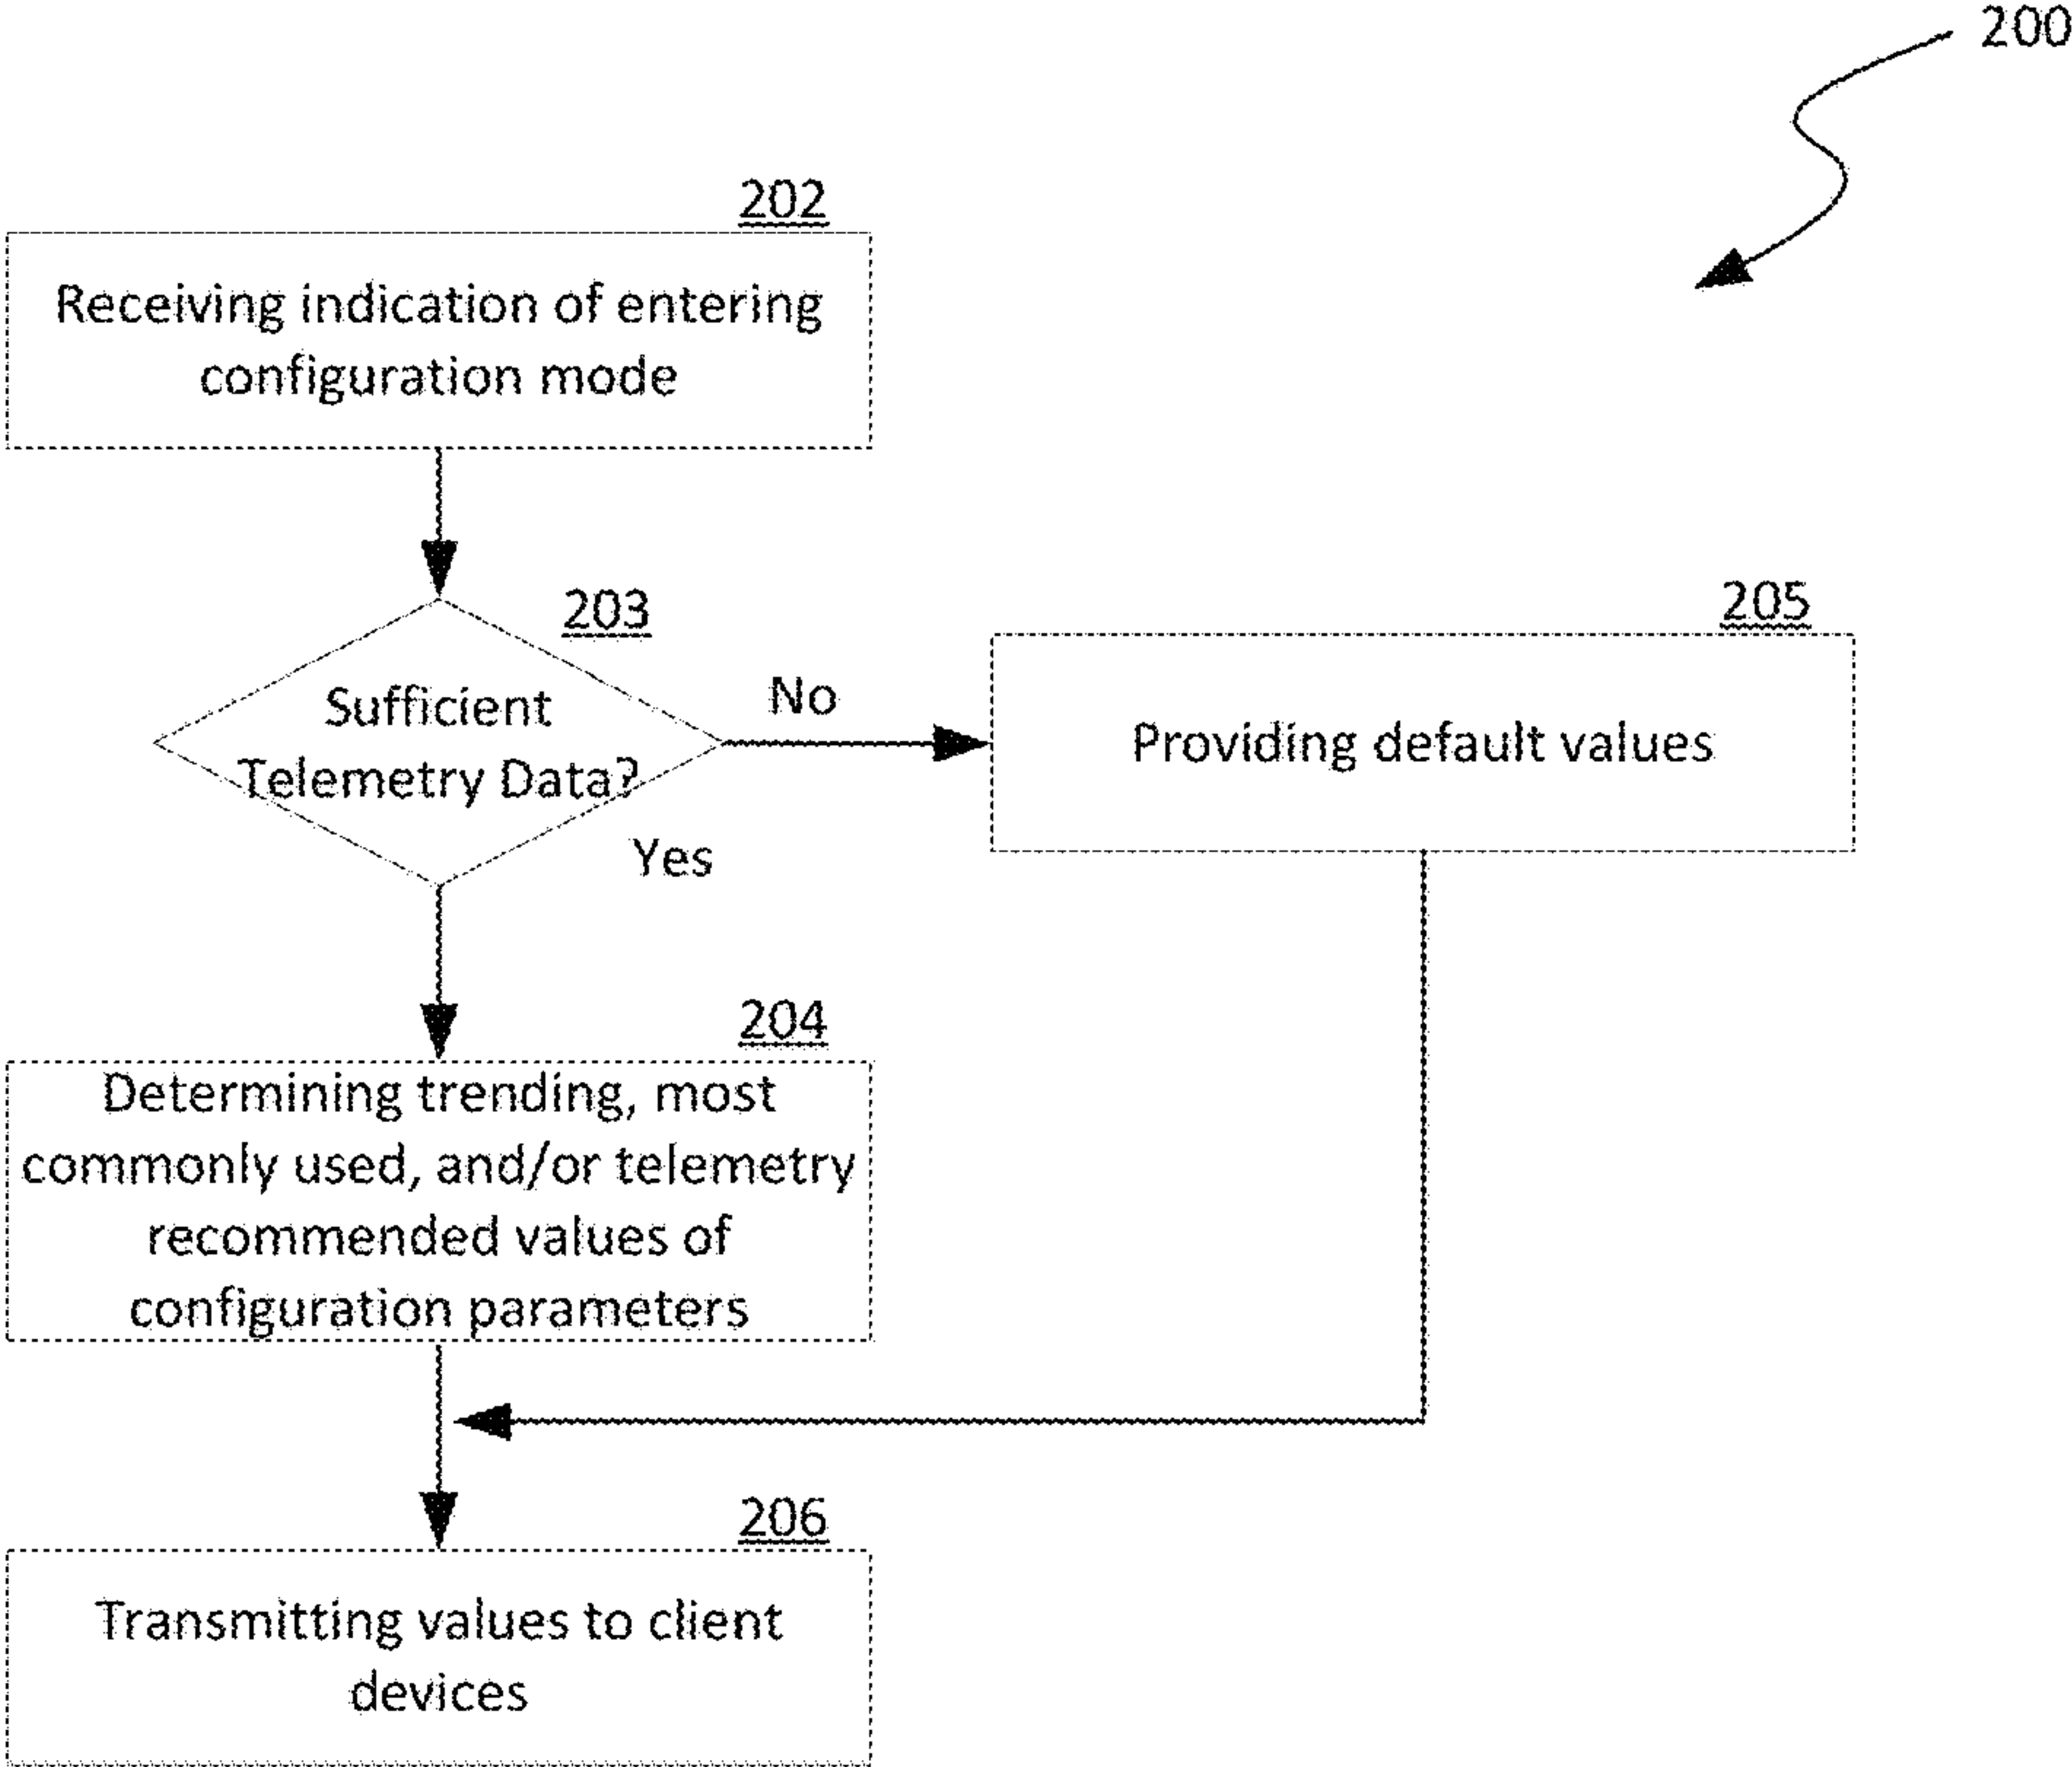 200
202
Receiving indication of entering
configuration mode
203
Sufficient
Telemetry Data?
No
Yes
205
Providing default values
204
Determining trending, most
commonly used, and/or telemetry
recommended values of
configuration parameters
206
Transmitting values to client
devices